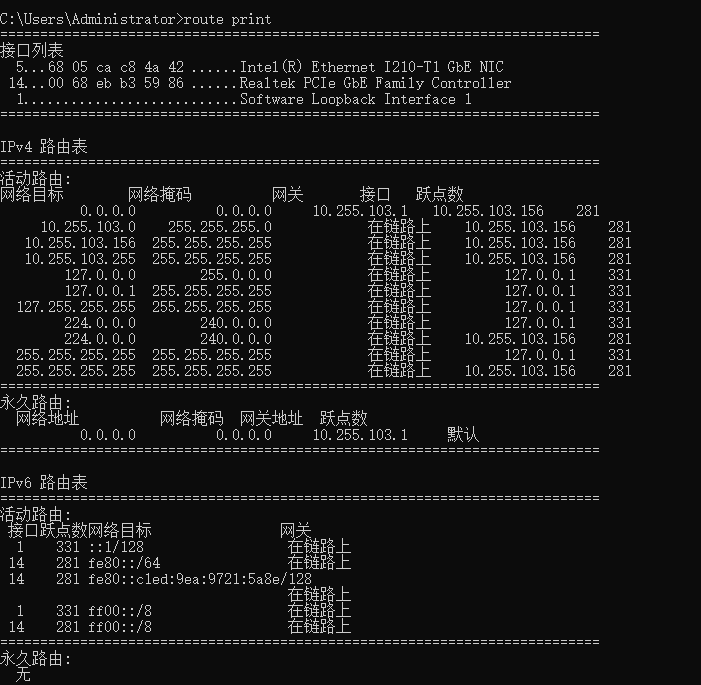 C:\Users\Administrator>route print
===========================================================================
接口列表
  5...68 05 ca c8 4a 42 ......Intel(R) Ethernet I210-T1 GbE NIC
 14...00 68 eb b3 59 86 ......Realtek PCIe GbE Family Controller
  1...........................Software Loopback Interface 1
===========================================================================
IPv4 路由表
===========================================================================
活动路由:
网络目标        网络掩码          网关       接口   跃点数
          0.0.0.0          0.0.0.0     10.255.103.1   10.255.103.156    281
     10.255.103.0    255.255.255.0            在链路上    10.255.103.156    281
   10.255.103.156  255.255.255.255            在链路上    10.255.103.156    281
   10.255.103.255  255.255.255.255            在链路上    10.255.103.156    281
        127.0.0.0        255.0.0.0            在链路上         127.0.0.1    331
        127.0.0.1  255.255.255.255            在链路上         127.0.0.1    331
  127.255.255.255  255.255.255.255            在链路上         127.0.0.1    331
        224.0.0.0        240.0.0.0            在链路上         127.0.0.1    331
        224.0.0.0        240.0.0.0            在链路上    10.255.103.156    281
  255.255.255.255  255.255.255.255            在链路上         127.0.0.1    331
  255.255.255.255  255.255.255.255            在链路上    10.255.103.156    281
===========================================================================
永久路由:
  网络地址          网络掩码  网关地址  跃点数
          0.0.0.0          0.0.0.0     10.255.103.1     默认
===========================================================================
IPv6 路由表
===========================================================================
活动路由:
 接口跃点数网络目标                网关
  1    331 ::1/128                  在链路上
 14    281 fe80::/64                在链路上
 14    281 fe80::c1ed:9ea:9721:5a8e/128
                                    在链路上
  1    331 ff00::/8                 在链路上
 14    281 ff00::/8                 在链路上
===========================================================================
永久路由:
  无